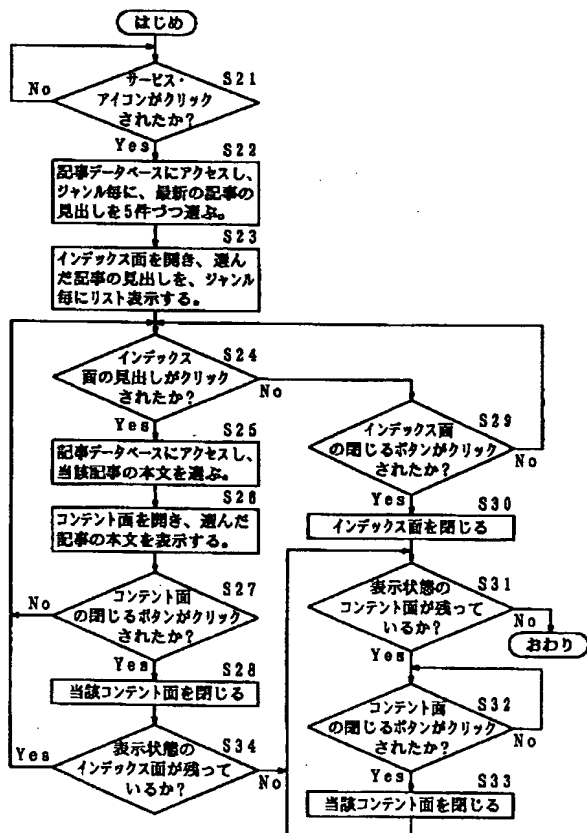 はじめ
S21
サービス・
アイコンがクリック
されたか？
No
Yes
S22
記事データベースにアクセスし、
ジャンル毎に、最新の記事の
見出しを5件づつ選ぶ。
S23
インデックス面を開き、選ん
だ記事の見出しを、ジャンル
毎にリスト表示する。
S24
インデックス
面の見出しがクリック
されたか？
No
Yes
S25
記事データベースにアクセスし、
当該記事の本文を選ぶ。
S26
コンテント面を開き、選んだ
記事の本文を表示する。
S27
コンテント面
の閉じるボタンがクリック
されたか？
No
Yes
S28
当該コンテント面を閉じる
S34
表示状態の
インデックス面が残って
いるか？
Yes
No
S29
インデックス面
の閉じるボタンがクリック
されたか？
No
Yes
S30
インデックス面を閉じる
S31
表示状態の
コンテント面が残って
いるか？
No
おわり
Yes
S32
コンテント面
の閉じるボタンがクリック
されたか？
No
Yes
S33
当該コンテント面を閉じる